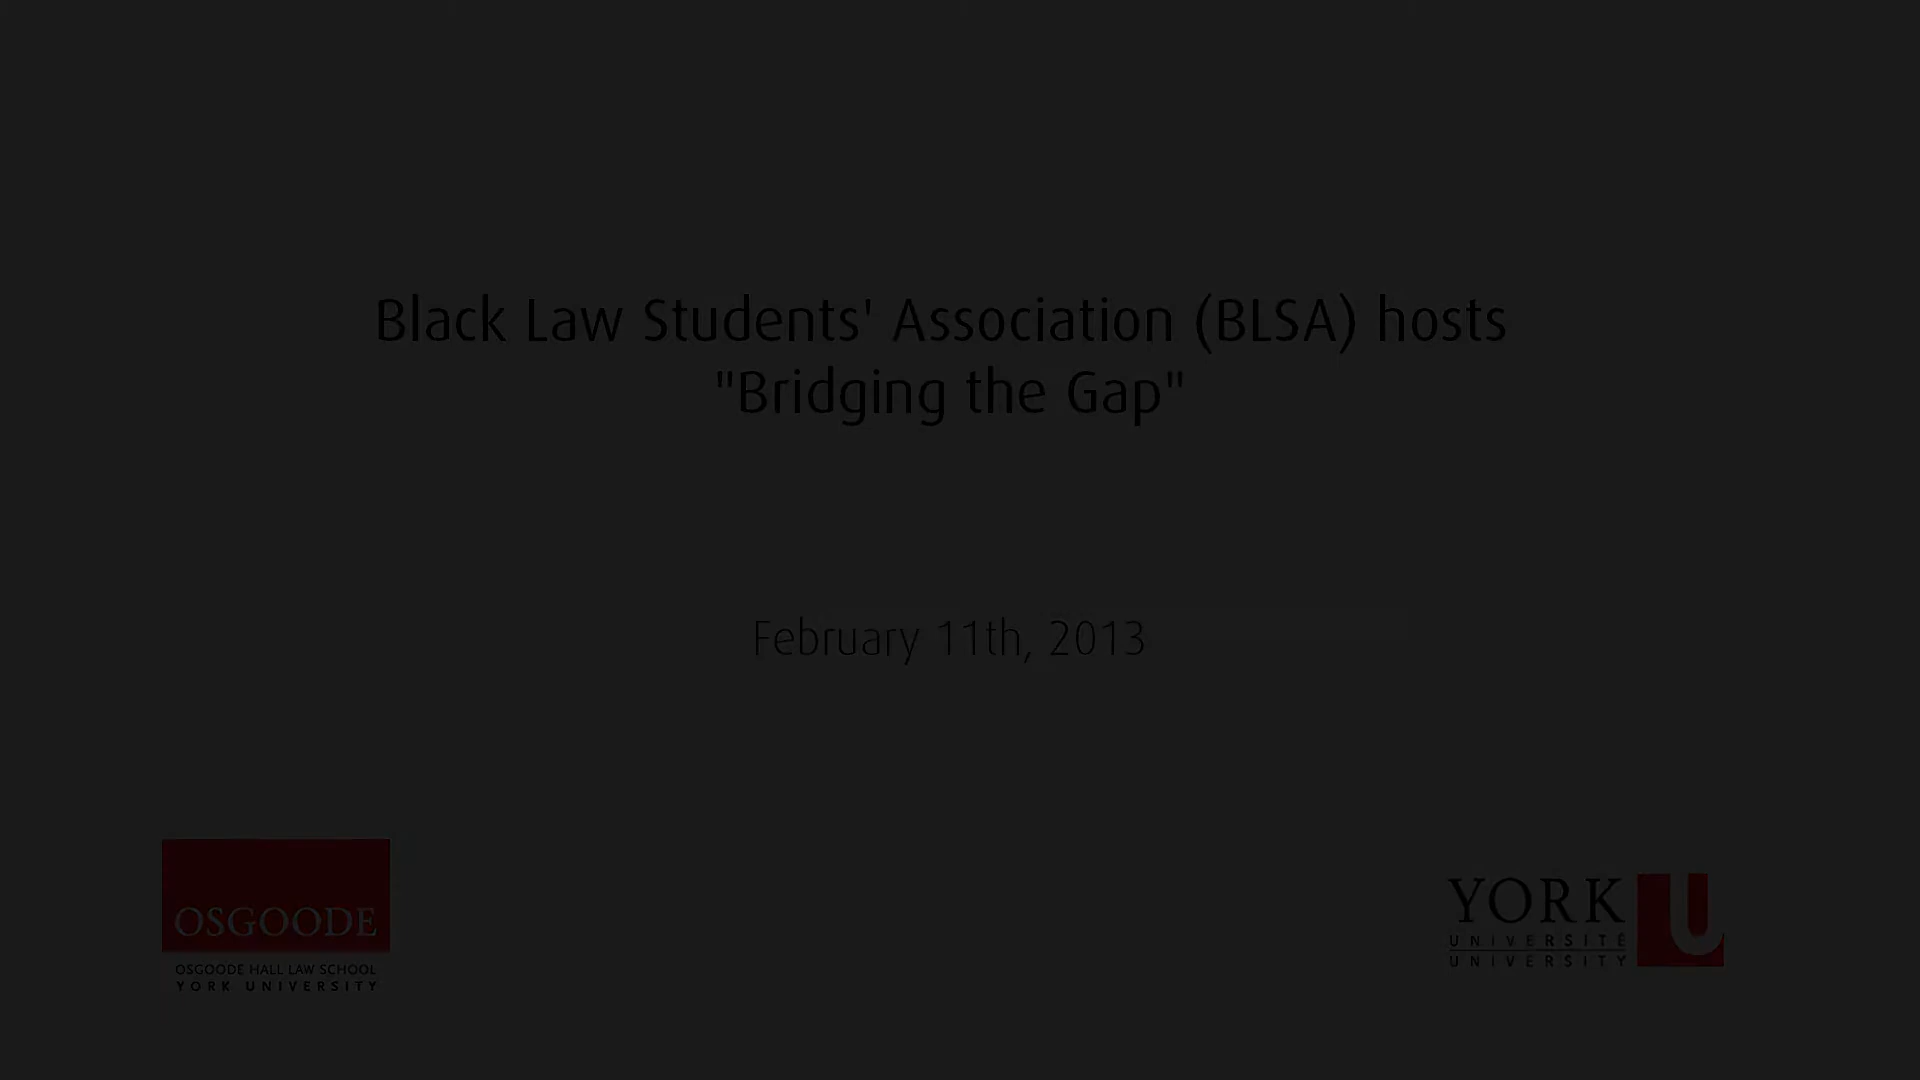 Black Law Students' Association (BLSA) hosts
"Bridging the Gap"
February 11th, 2013
OSGOODE
OSGOODE HALL LAW SCHOOL
YORK UNIVERSITY
YORK U
UNIVERSITÉ
UNIVERSITY